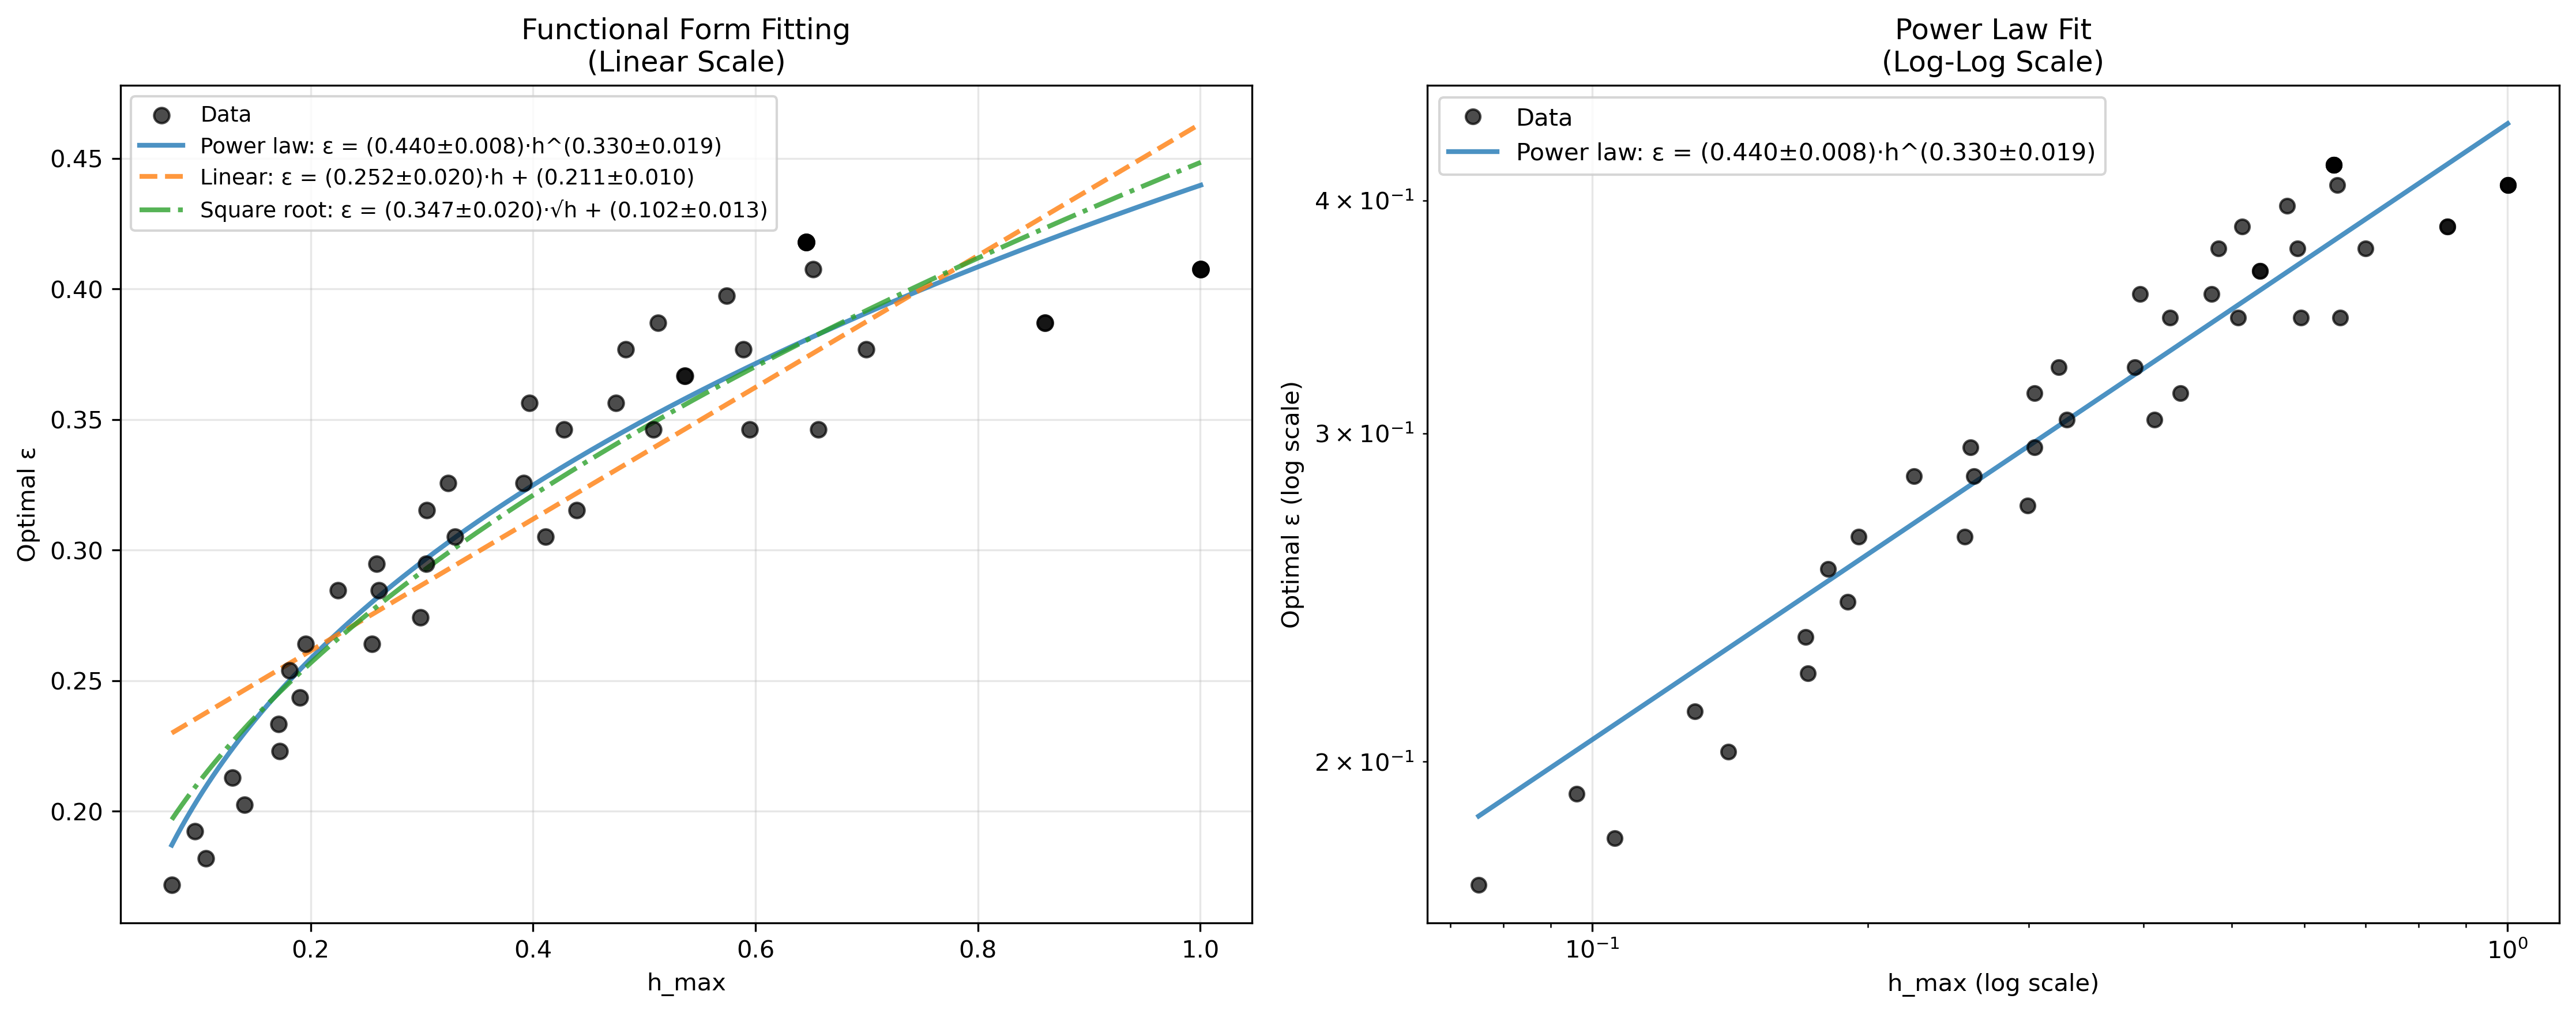 Functional Form Fitting
(Linear Scale)
Data
Power law: ε = (0.440±0.008)·h^(0.330±0.019)
Linear: ε = (0.252±0.020)·h + (0.211±0.010)
Square root: ε = (0.347±0.020)·√h + (0.102±0.013)
Optimal ε
0.45
0.40
0.35
0.30
0.25
0.20
0.2
0.4
0.6
0.8
1.0
h_max
Power Law Fit
(Log-Log Scale)
Data
Power law: ε = (0.440±0.008)·h^(0.330±0.019)
Optimal ε (log scale)
4 × 10⁻¹
3 × 10⁻¹
2 × 10⁻¹
10⁻¹
10⁰
h_max (log scale)